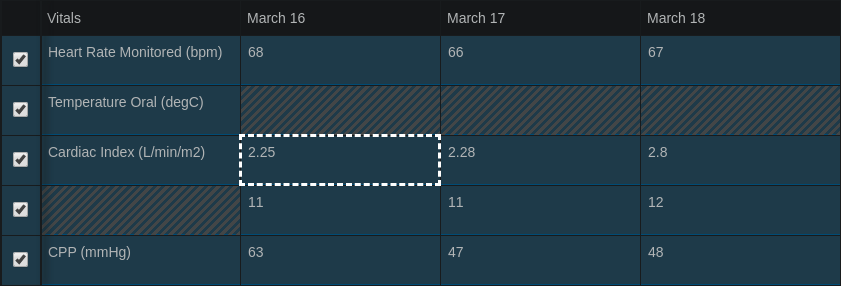 Vitals March 16 March 17 March 18
Heart Rate Monitored (bpm) 68 66 67
Temperature Oral (degC)
Cardiac Index (L/min/m2) 2.25 2.28 2.8
11 11 12
CPP (mmHg) 63 47 48